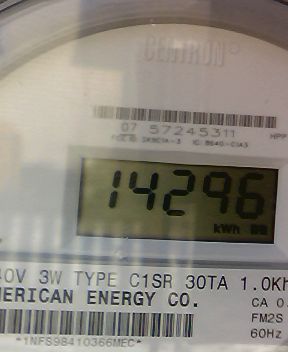 CENTRON®
07 57245311
14296
kWh
40V 3W TYPE C1SR 30TA 1.0Kh
MERICAN ENERGY CO.
CA 0.
FM2S
60Hz
*1NFS98410366MEC*